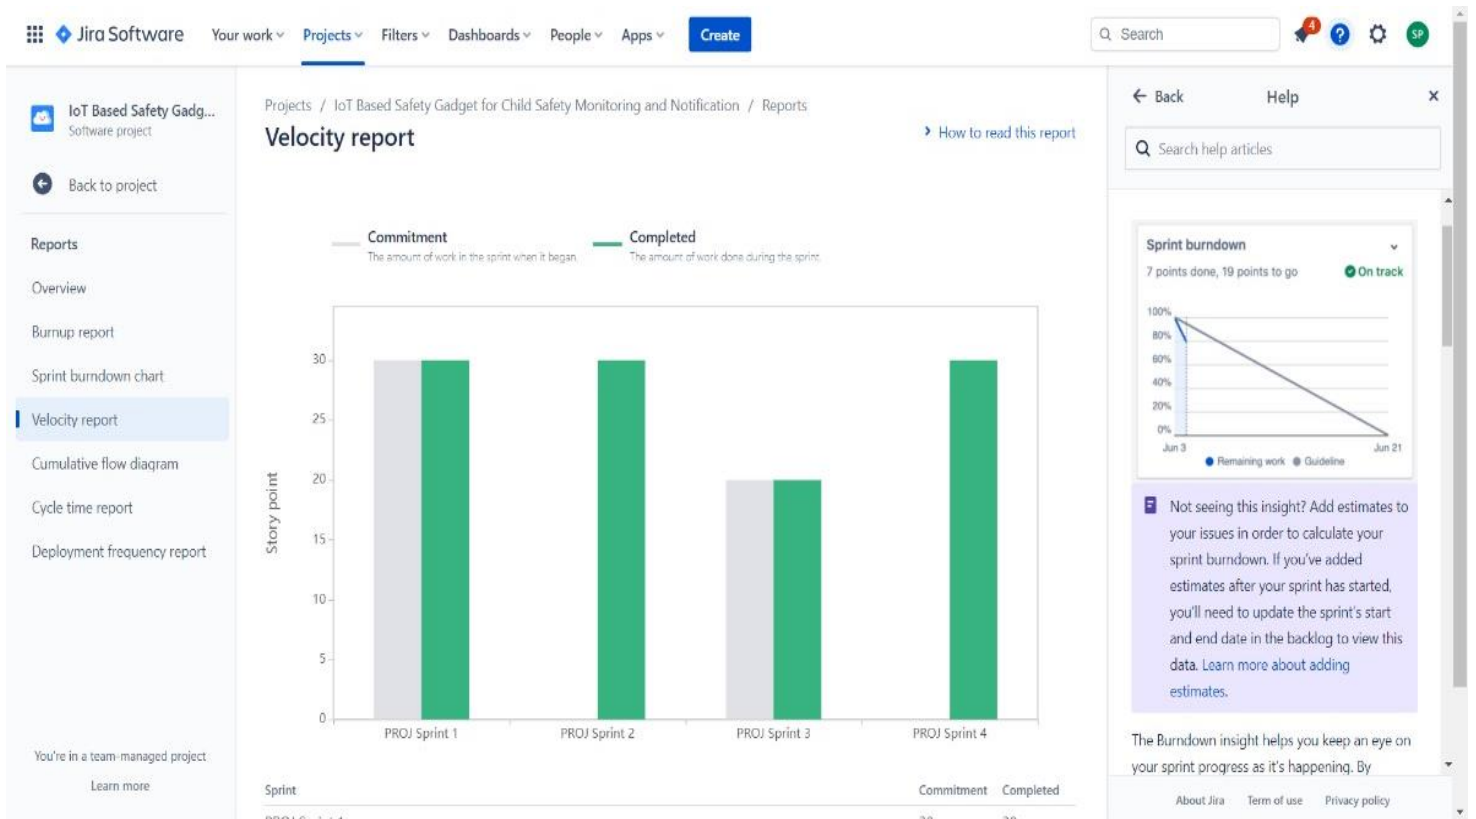 Jira Software Your work Projects Filters Dashboards People Apps Create Search 4 ? SP
IoT Based Safety Gadg...
Software project
Back to project
Reports
Overview
Burnup report
Sprint burndown chart
Velocity report
Cumulative flow diagram
Cycle time report
Deployment frequency report
You're in a team-managed project
Learn more
Projects / IoT Based Safety Gadget for Child Safety Monitoring and Notification / Reports
Velocity report
How to read this report
Commitment
The amount of work in the sprint when it began.
Completed
The amount of work done during the sprint.
Story point
30
25
20
15
10
5
0
PROJ Sprint 1 PROJ Sprint 2 PROJ Sprint 3 PROJ Sprint 4
Sprint Commitment Completed
Back Help
Search help articles
Sprint burndown
7 points done, 19 points to go On track
100%
80%
60%
40%
20%
0%
Jun 3 Jun 21
Remaining work Guideline
Not seeing this insight? Add estimates to
your issues in order to calculate your
sprint burndown. If you've added
estimates after your sprint has started,
you'll need to update the sprint's start
and end date in the backlog to view this
data. Learn more about adding
estimates.
The Burndown insight helps you keep an eye on
your sprint progress as it's happening. By
About Jira Term of use Privacy policy